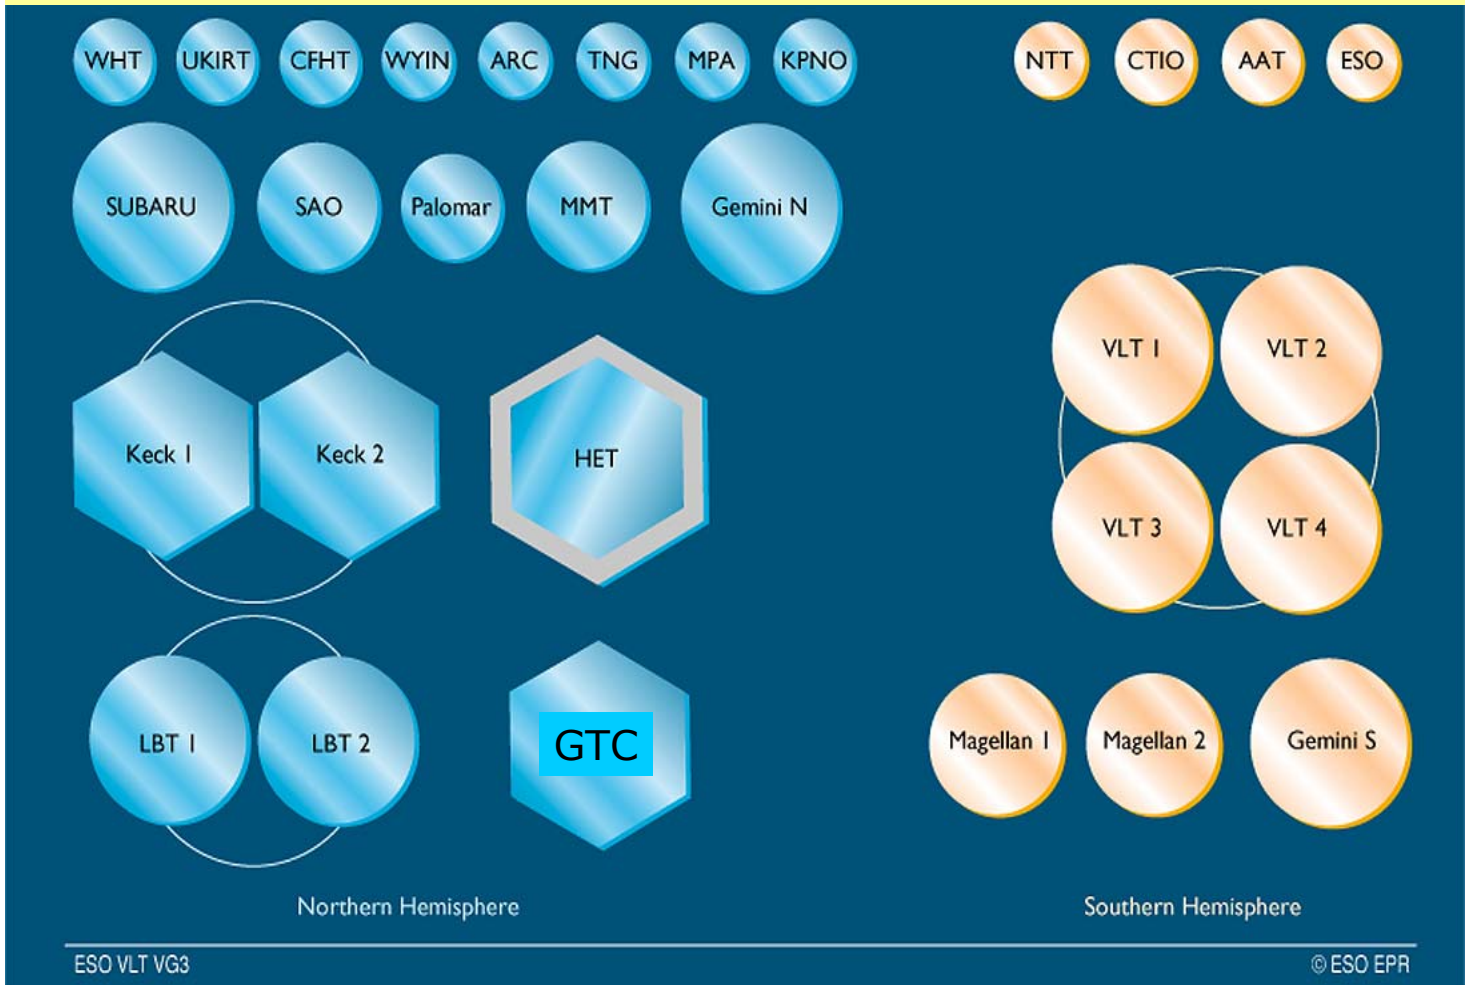 WHT UKIRT CFHT WYIN ARC TNG MPA KPNO NTT CTIO AAT ESO
SUBARU SAO Palomar MMT Gemini N
VLT 1 VLT 2
Keck 1 Keck 2 HET
VLT 3 VLT 4
LBT 1 LBT 2 GTC Magellan 1 Magellan 2 Gemini S
Northern Hemisphere Southern Hemisphere
ESO VLT VG3 © ESO EPR